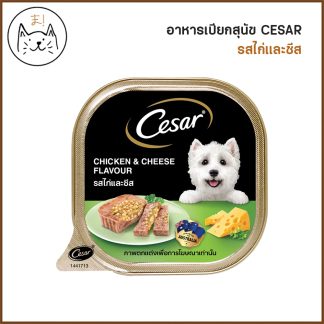 มะ!
อาหารเปียกสุนัข CESAR
รสไก่และชีส
Cesar
CHICKEN & CHEESE
FLAVOUR
รสไก่และชีส
ภาพตกแต่งเพื่อการโฆษณาเท่านั้น
Cesar
1441713